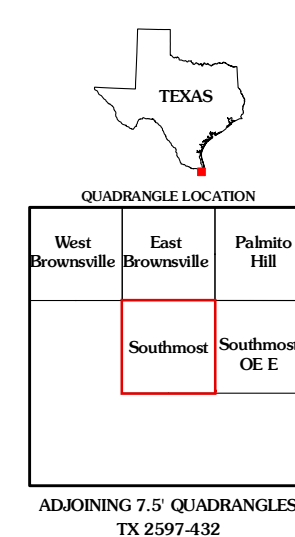 TEXAS
QUADRANGLE LOCATION
West
Brownsville
East
Brownsville
Palmito
Hill
Southmost
Southmost
OE E
ADJOINING 7.5' QUADRANGLES
TX 2597-432